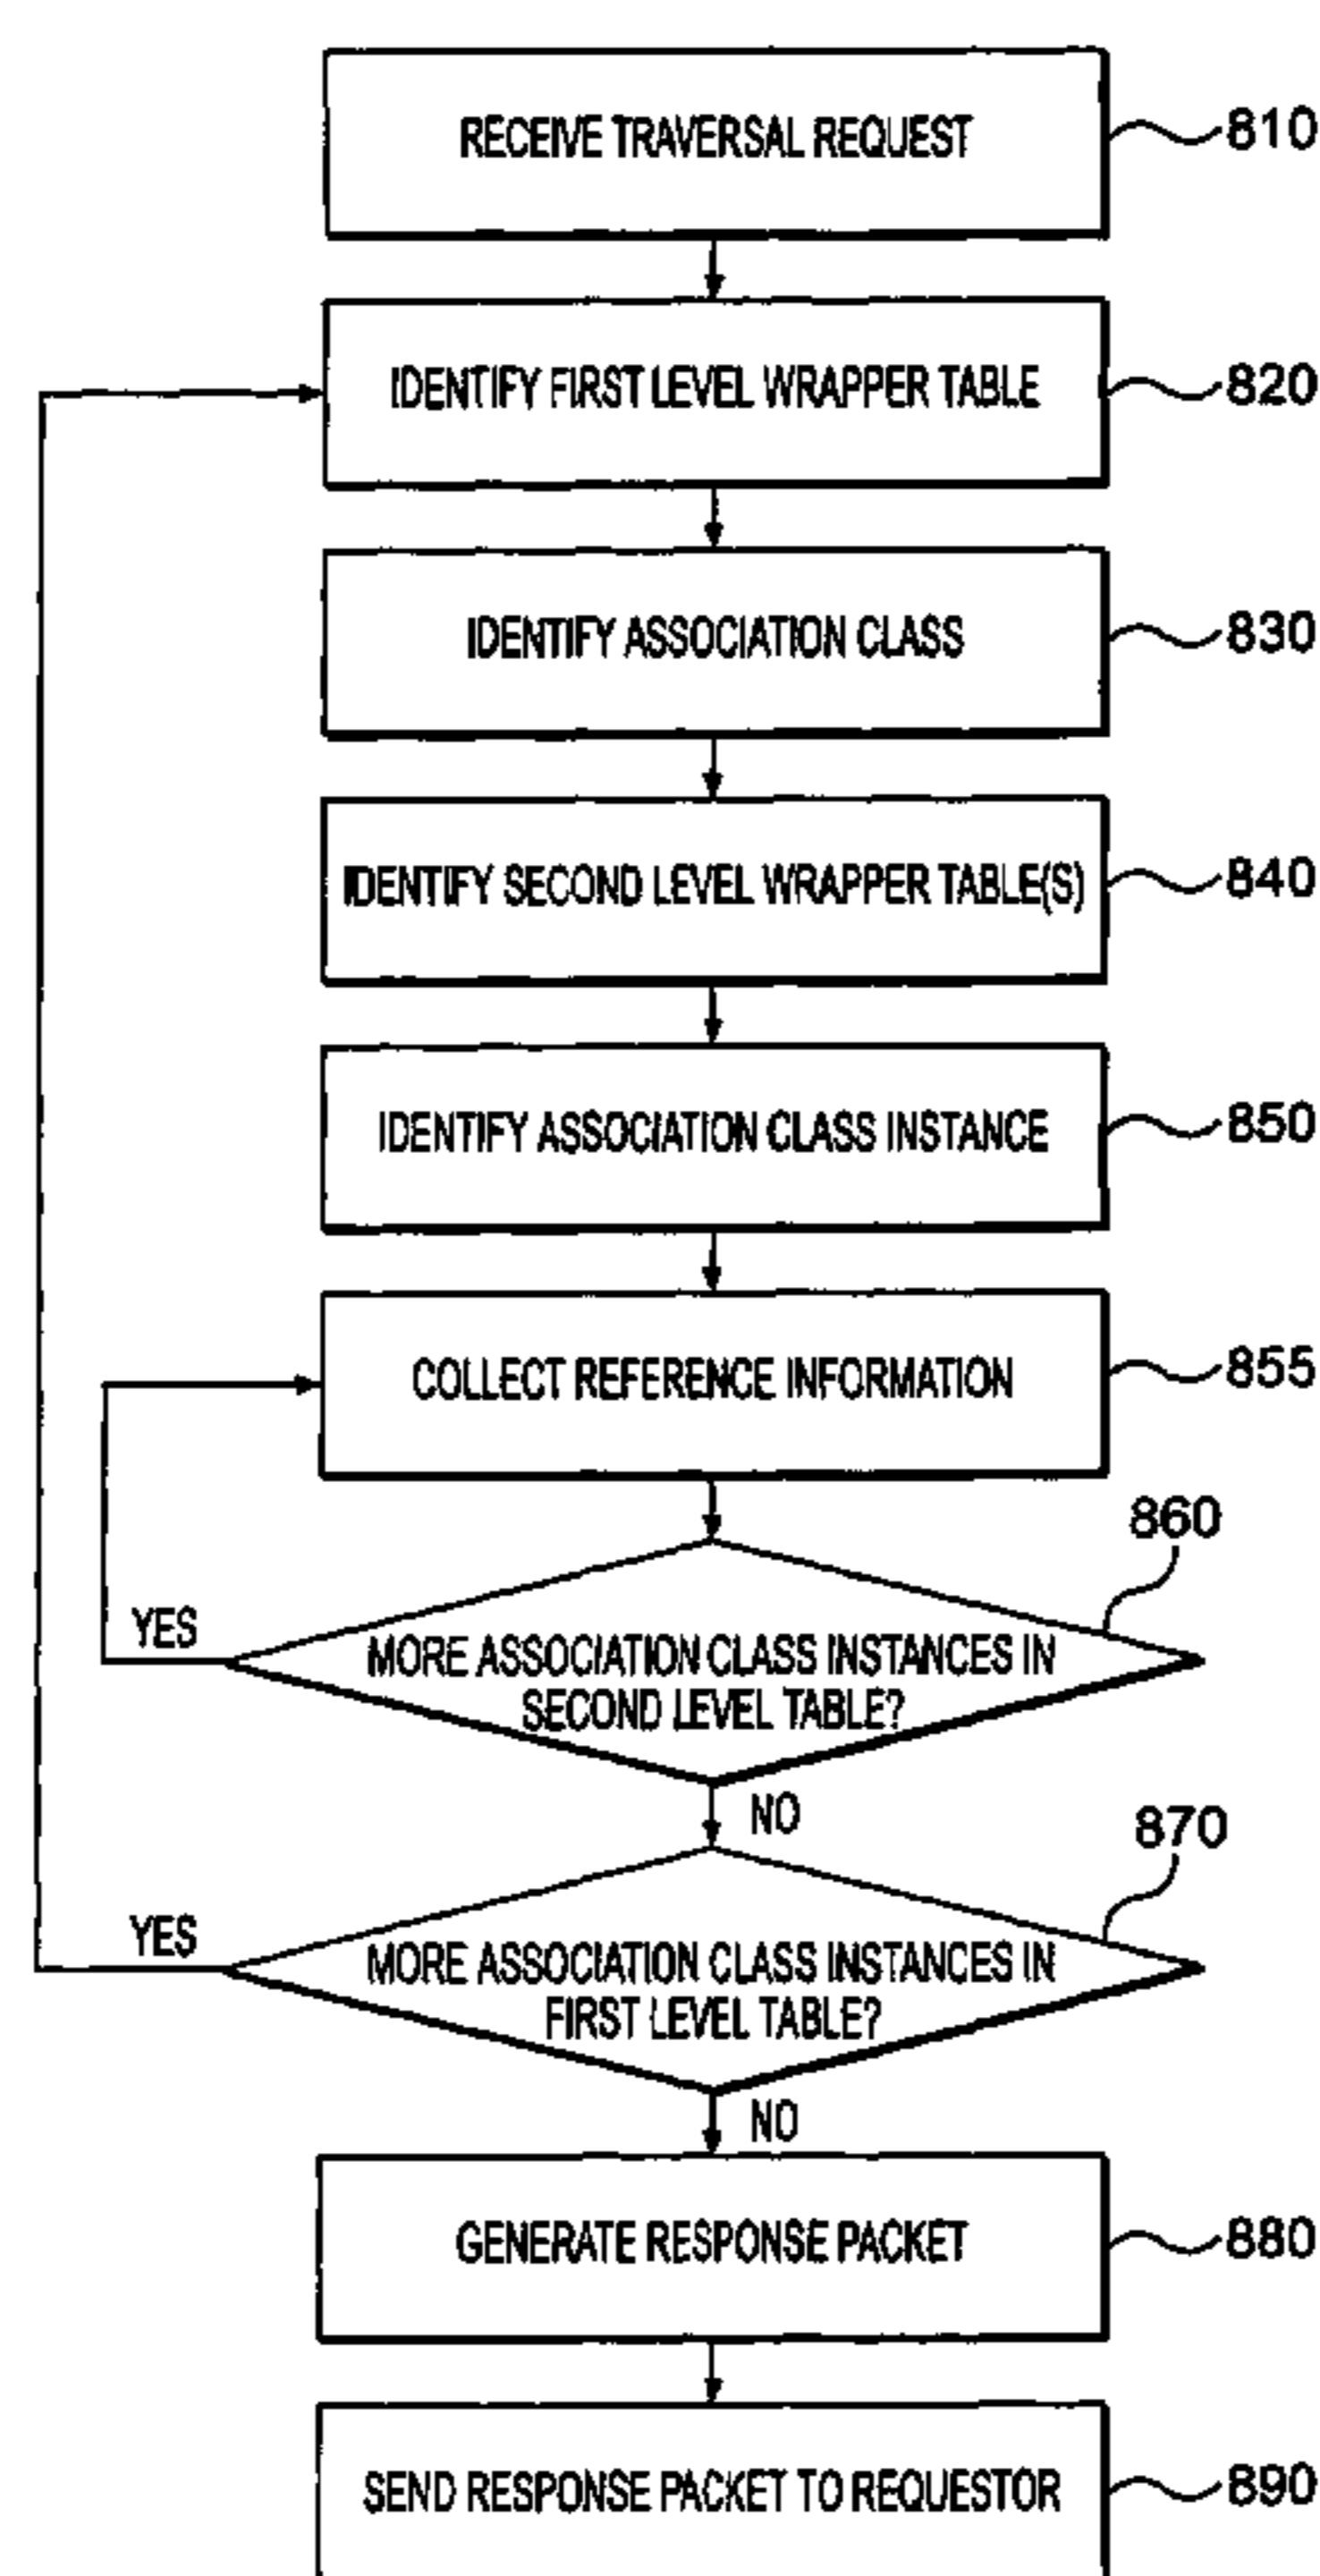 RECEIVE TRAVERSAL REQUEST
810
IDENTIFY FIRST LEVEL WRAPPER TABLE
820
IDENTIFY ASSOCIATION CLASS
830
IDENTIFY SECOND LEVEL WRAPPER TABLE(S)
840
IDENTIFY ASSOCIATION CLASS INSTANCE
850
COLLECT REFERENCE INFORMATION
855
860
YES
MORE ASSOCIATION CLASS INSTANCES IN
SECOND LEVEL TABLE?
NO
870
YES
MORE ASSOCIATION CLASS INSTANCES IN
FIRST LEVEL TABLE?
NO
GENERATE RESPONSE PACKET
880
SEND RESPONSE PACKET TO REQUESTOR
890